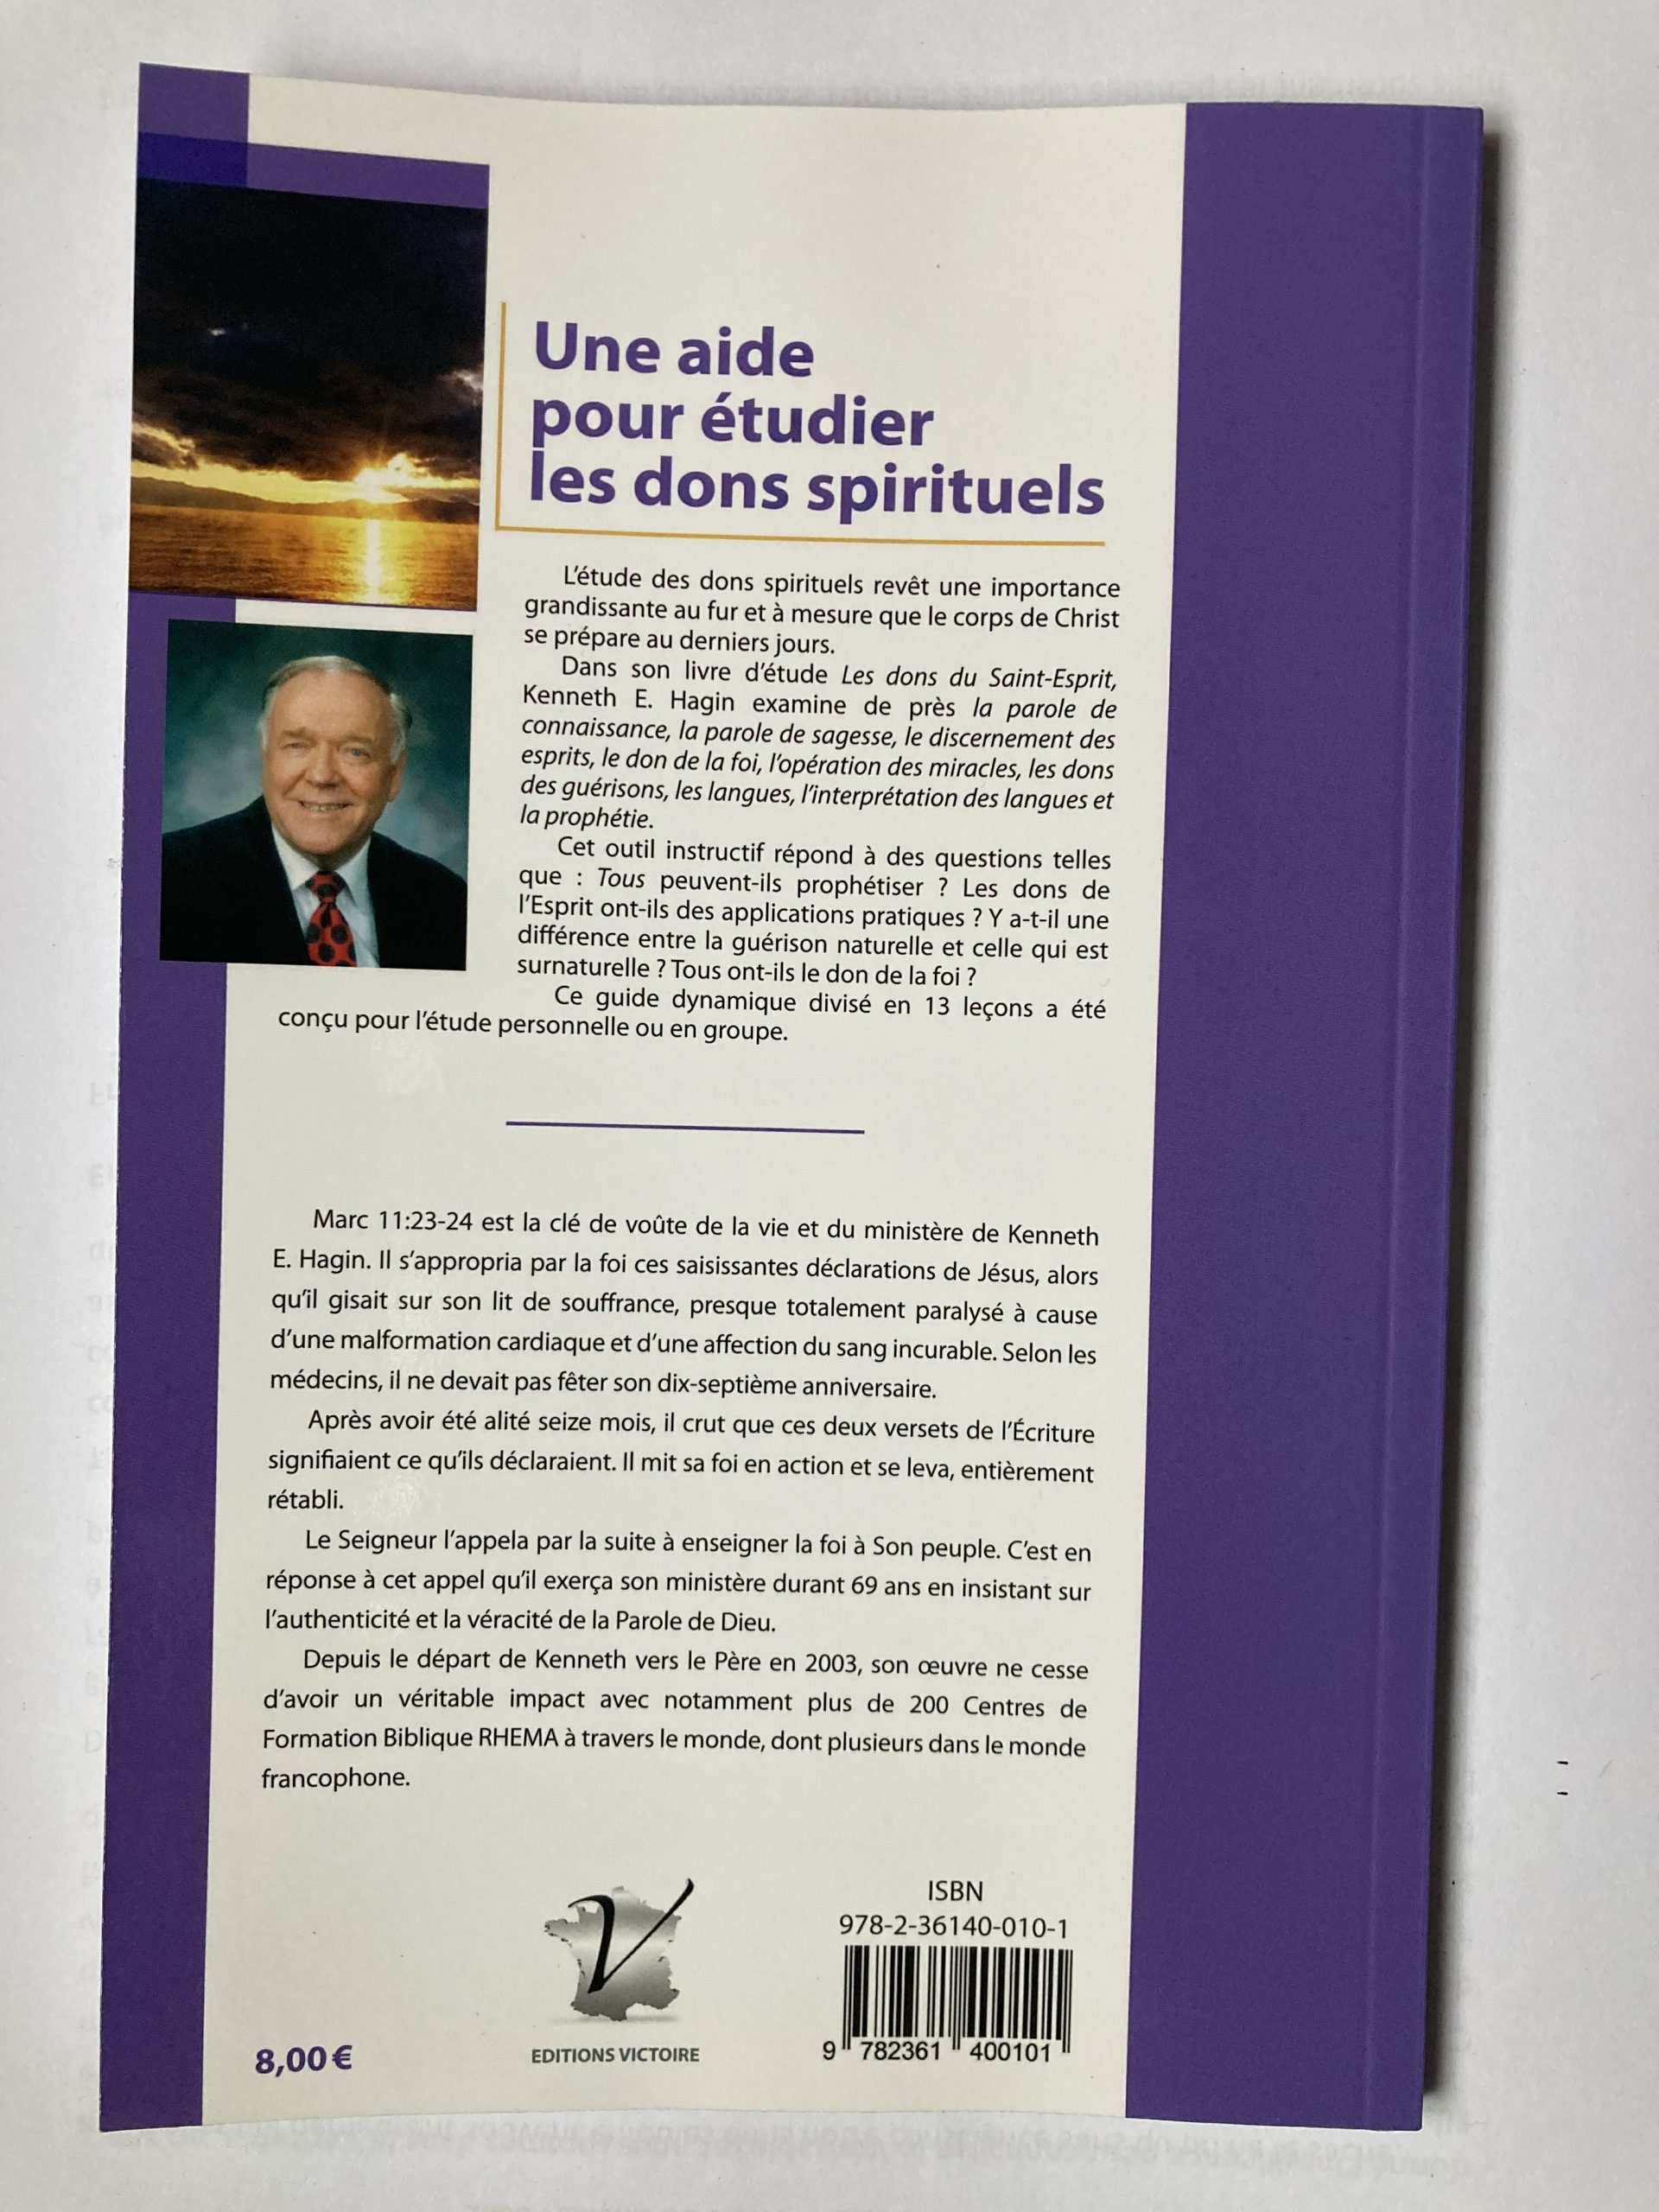 Une aide
pour étudier
les dons spirituels
L'étude des dons spirituels revêt une importance
grandissante au fur et à mesure que le corps de Christ
se prépare au derniers jours.
Dans son livre d'étude Les dons du Saint-Esprit,
Kenneth E. Hagin examine de près la parole de
connaissance, la parole de sagesse, le discernement des
esprits, le don de la foi, l'opération des miracles, les dons
des guérisons, les langues, l'interprétation des langues et
la prophétie.
Cet outil instructif répond à des questions telles
que : Tous peuvent-ils prophétiser ? Les dons de
l'Esprit ont-ils des applications pratiques ? Y a-t-il une
différence entre la guérison naturelle et celle qui est
surnaturelle ? Tous ont-ils le don de la foi ?
Ce guide dynamique divisé en 13 leçons a été
conçu pour l'étude personnelle ou en groupe.
Marc 11:23-24 est la clé de voûte de la vie et du ministère de Kenneth
E. Hagin. Il s'appropria par la foi ces saisissantes déclarations de Jésus, alors
qu'il gisait sur son lit de souffrance, presque totalement paralysé à cause
d'une malformation cardiaque et d'une affection du sang incurable. Selon les
médecins, il ne devait pas fêter son dix-septième anniversaire.
Après avoir été alité seize mois, il crut que ces deux versets de l'Écriture
signifiaient ce qu'ils déclaraient. Il mit sa foi en action et se leva, entièrement
rétabli.
Le Seigneur l'appela par la suite à enseigner la foi à Son peuple. C'est en
réponse à cet appel qu'il exerça son ministère durant 69 ans en insistant sur
l'authenticité et la véracité de la Parole de Dieu.
Depuis le départ de Kenneth vers le Père en 2003, son œuvre ne cesse
d'avoir un véritable impact avec notamment plus de 200 Centres de
Formation Biblique RHEMA à travers le monde, dont plusieurs dans le monde
francophone.
8,00 €
V
EDITIONS VICTOIRE
ISBN
978-2-36140-010-1
9 782361 400101